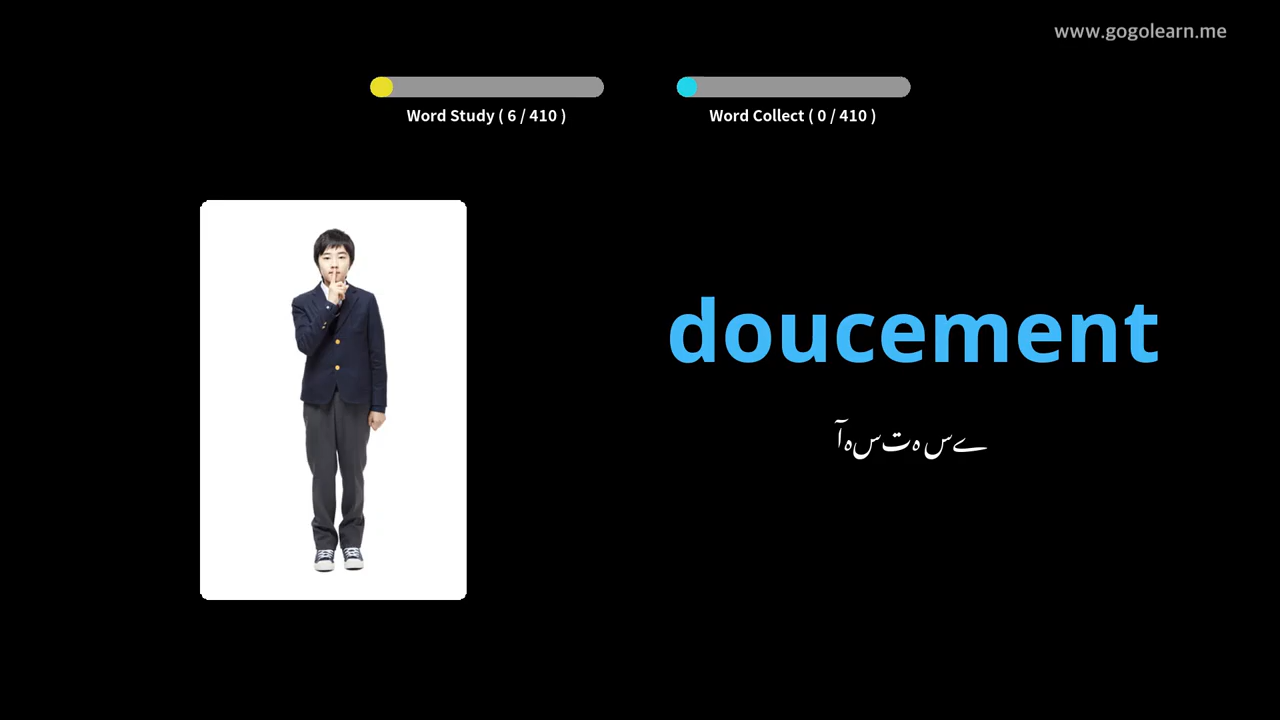 www.gogolearn.me
Word Study ( 6 / 410 )
Word Collect ( 0 / 410 )
doucement
آہستہ سے